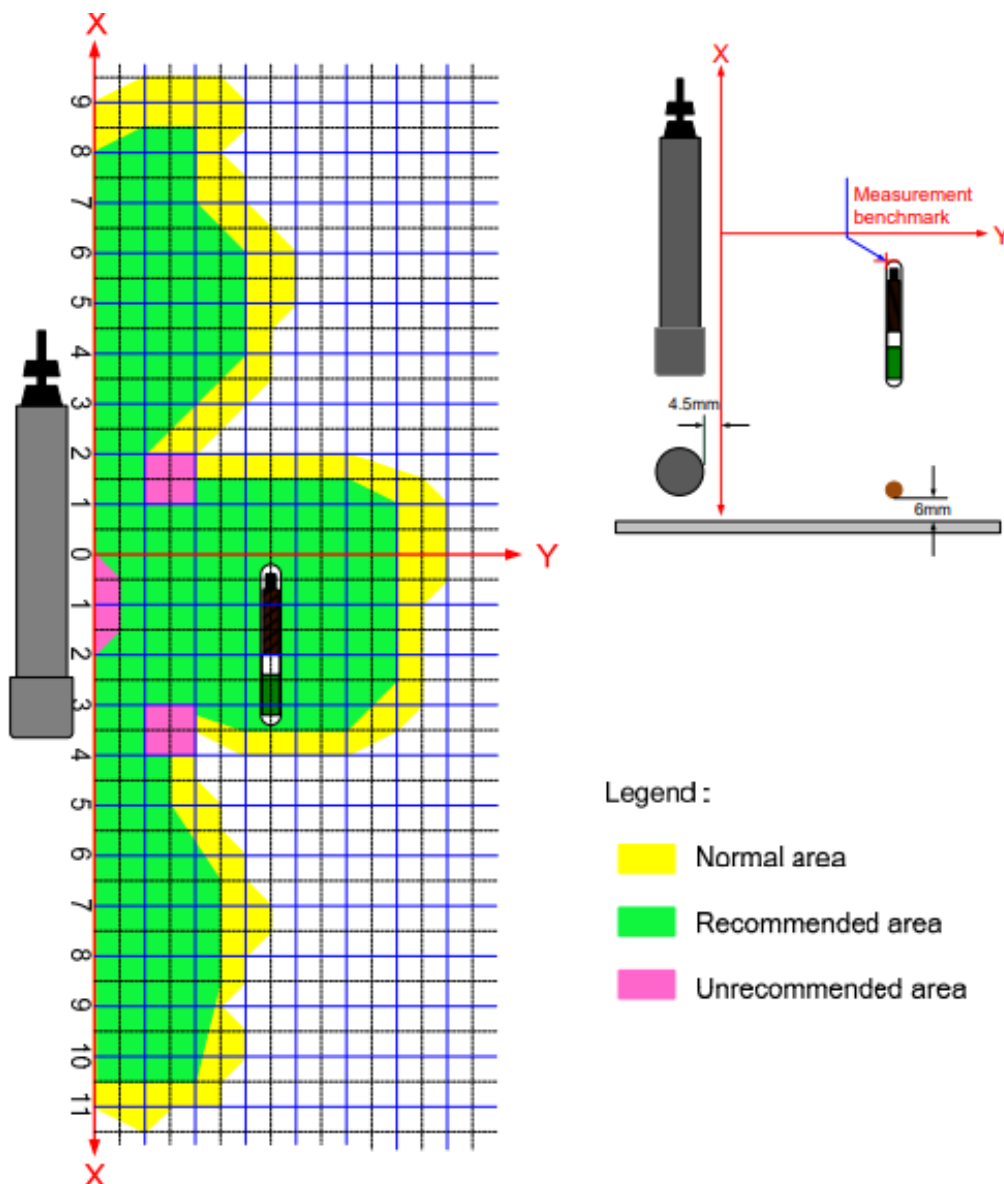 X
9
8
7
6
5
4
3
2
1
0
Y
1
2
3
4
5
6
7
8
9
10
11
X
X
Measurement
benchmark
Y
4.5mm
6mm
Legend :
Normal area
Recommended area
Unrecommended area